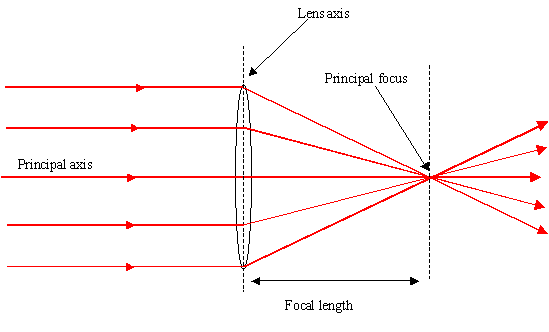 Lens axis
Principal focus
Principal axis
Focal length